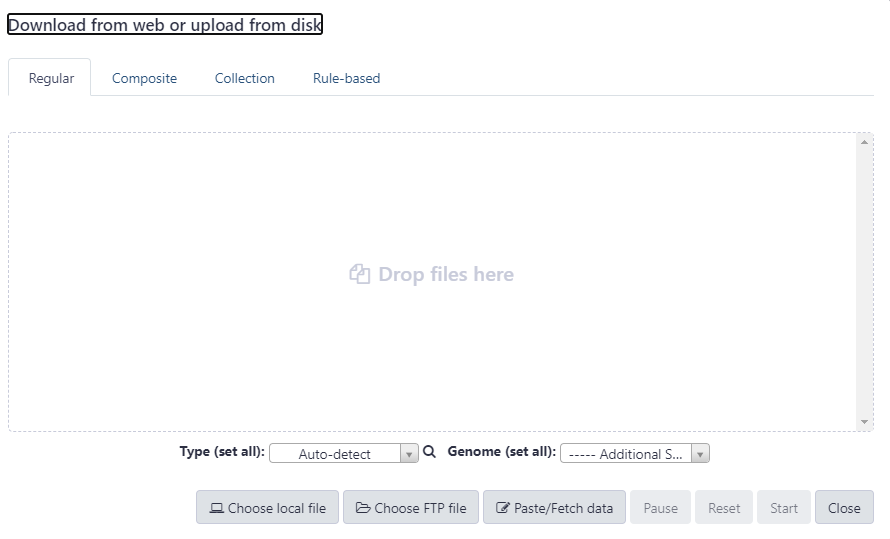 Download from web or upload from disk
Regular Composite Collection Rule-based
Drop files here
Type (set all): Auto-detect Genome (set all): ----- Additional S...
Choose local file Choose FTP file Paste/Fetch data Pause Reset Start Close